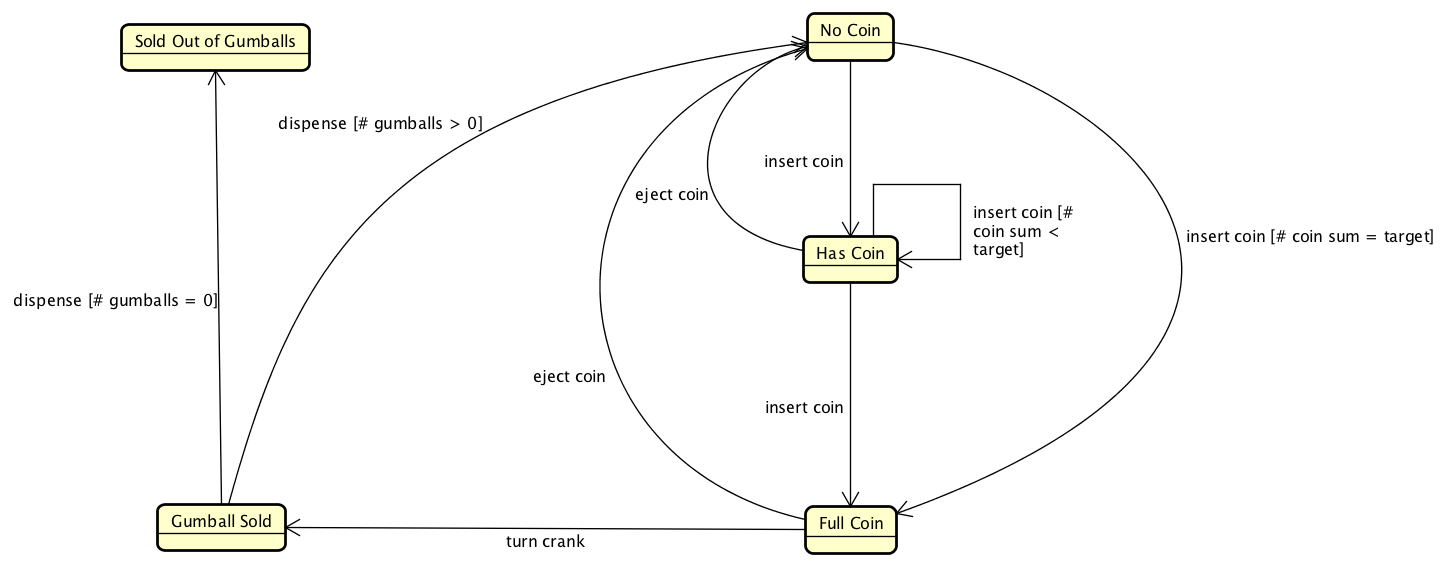 No Coin
Sold Out of Gumballs
dispense [# gumballs > 0]
insert coin
eject coin
insert coin [#
coin sum <
target]
insert coin [# coin sum = target]
Has Coin
dispense [# gumballs = 0]
eject coin
insert coin
Gumball Sold
Full Coin
turn crank